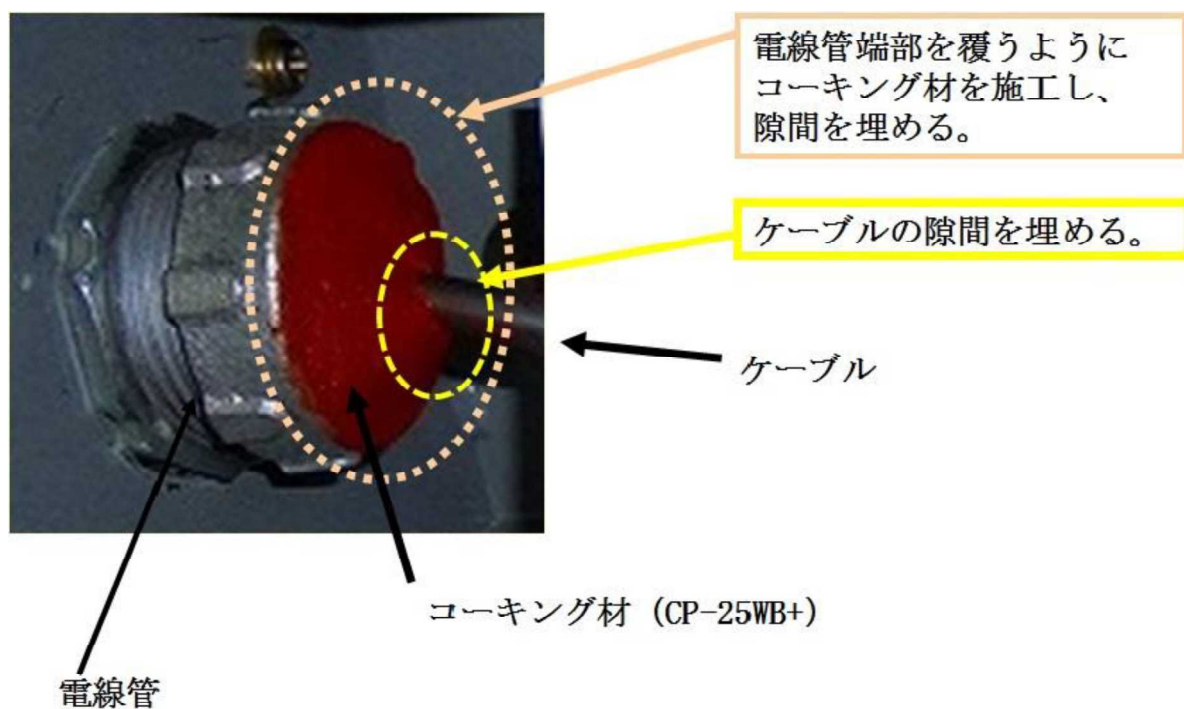 電線管端部を覆うように
コーキング材を施工し、
隙間を埋める。
ケーブルの隙間を埋める。
ケーブル
コーキング材（CP-25WB+）
電線管